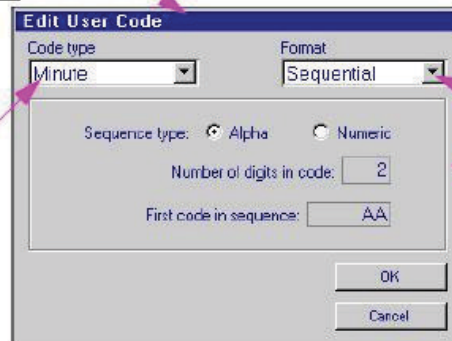 Edit User Code
Code type Format
Minute Sequential
Sequence type: Alpha Numeric
Number of digits in code: 2
First code in sequence: AA
OK
Cancel